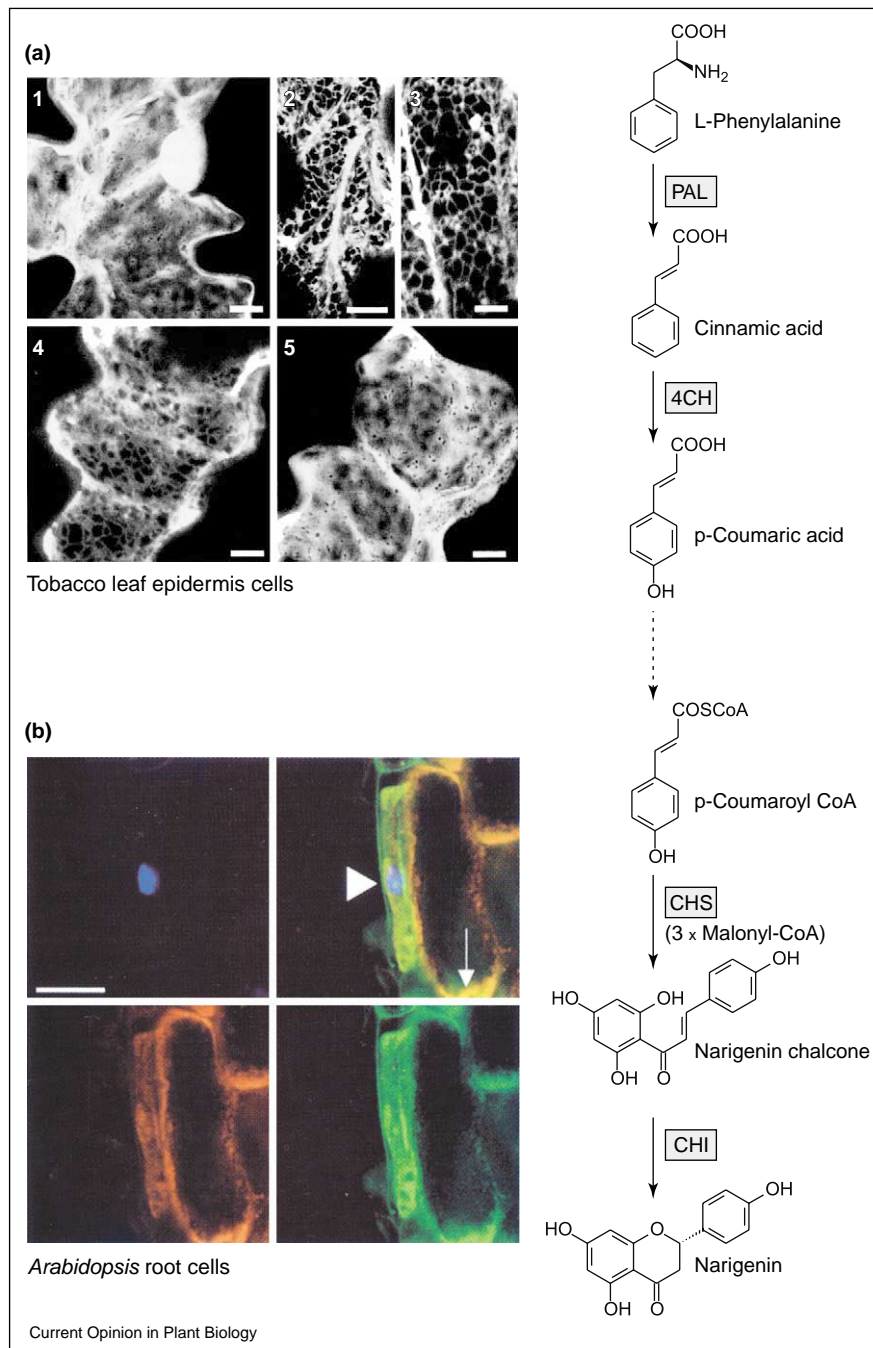 (a)
1
2
3
4
5
Tobacco leaf epidermis cells
(b)
Arabidopsis root cells
Current Opinion in Plant Biology
COOH
NH2
L-Phenylalanine
PAL
COOH
Cinnamic acid
4CH
COOH
p-Coumaric acid
OH
COSCoA
p-Coumaroyl CoA
OH
CHS
(3 x Malonyl-CoA)
OH
HO
OH
Narigenin chalcone
OH
O
CHI
OH
HO
O
Narigenin
OH
O